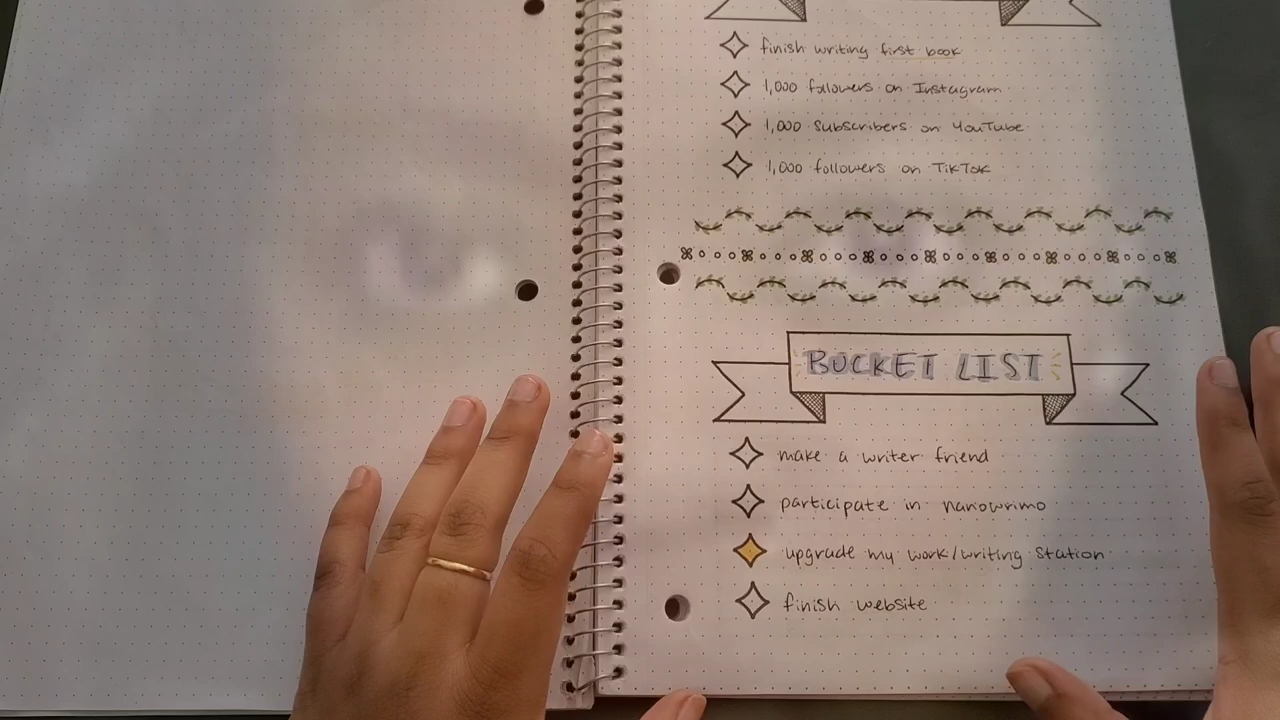 finish writing first book
1,000 followers on Instagram
1,000 subscribers on YouTube
1,000 followers on TikTok
BUCKET LIST
make a writer friend
participate in nanowrimo
upgrade my work/writing station
finish website